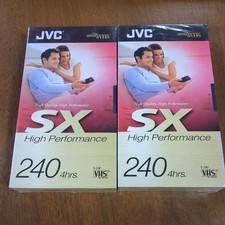 JVC
SX
High Performance
240 4hrs.
VHS
JVC
SX
High Performance
240 4hrs.
VHS